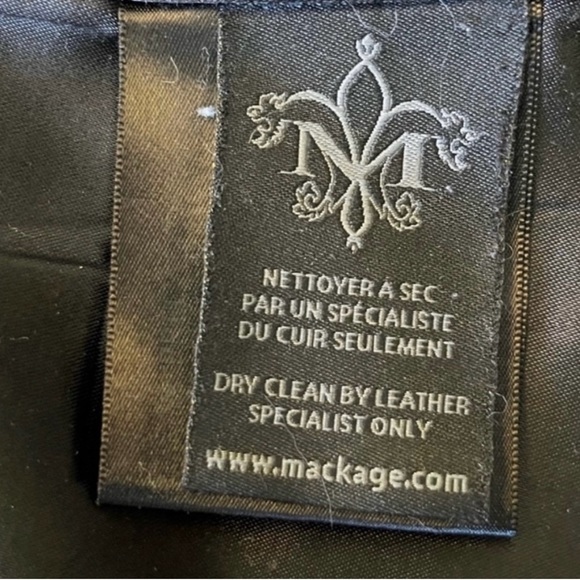 M
NETTOYER A SEC
PAR UN SPÉCIALISTE
DU CUIR SEULEMENT
DRY CLEAN BY LEATHER
SPECIALIST ONLY
www.mackage.com